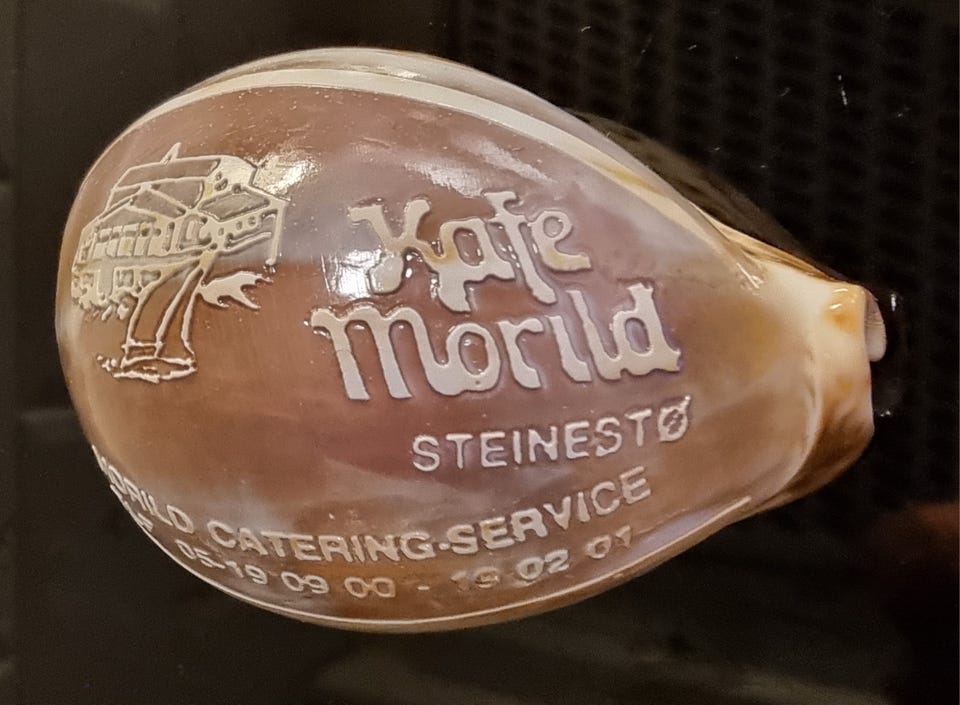 Kafe
Morild
STEINESTØ
MORILD CATERING-SERVICE
05-19 09 00 - 19 02 01